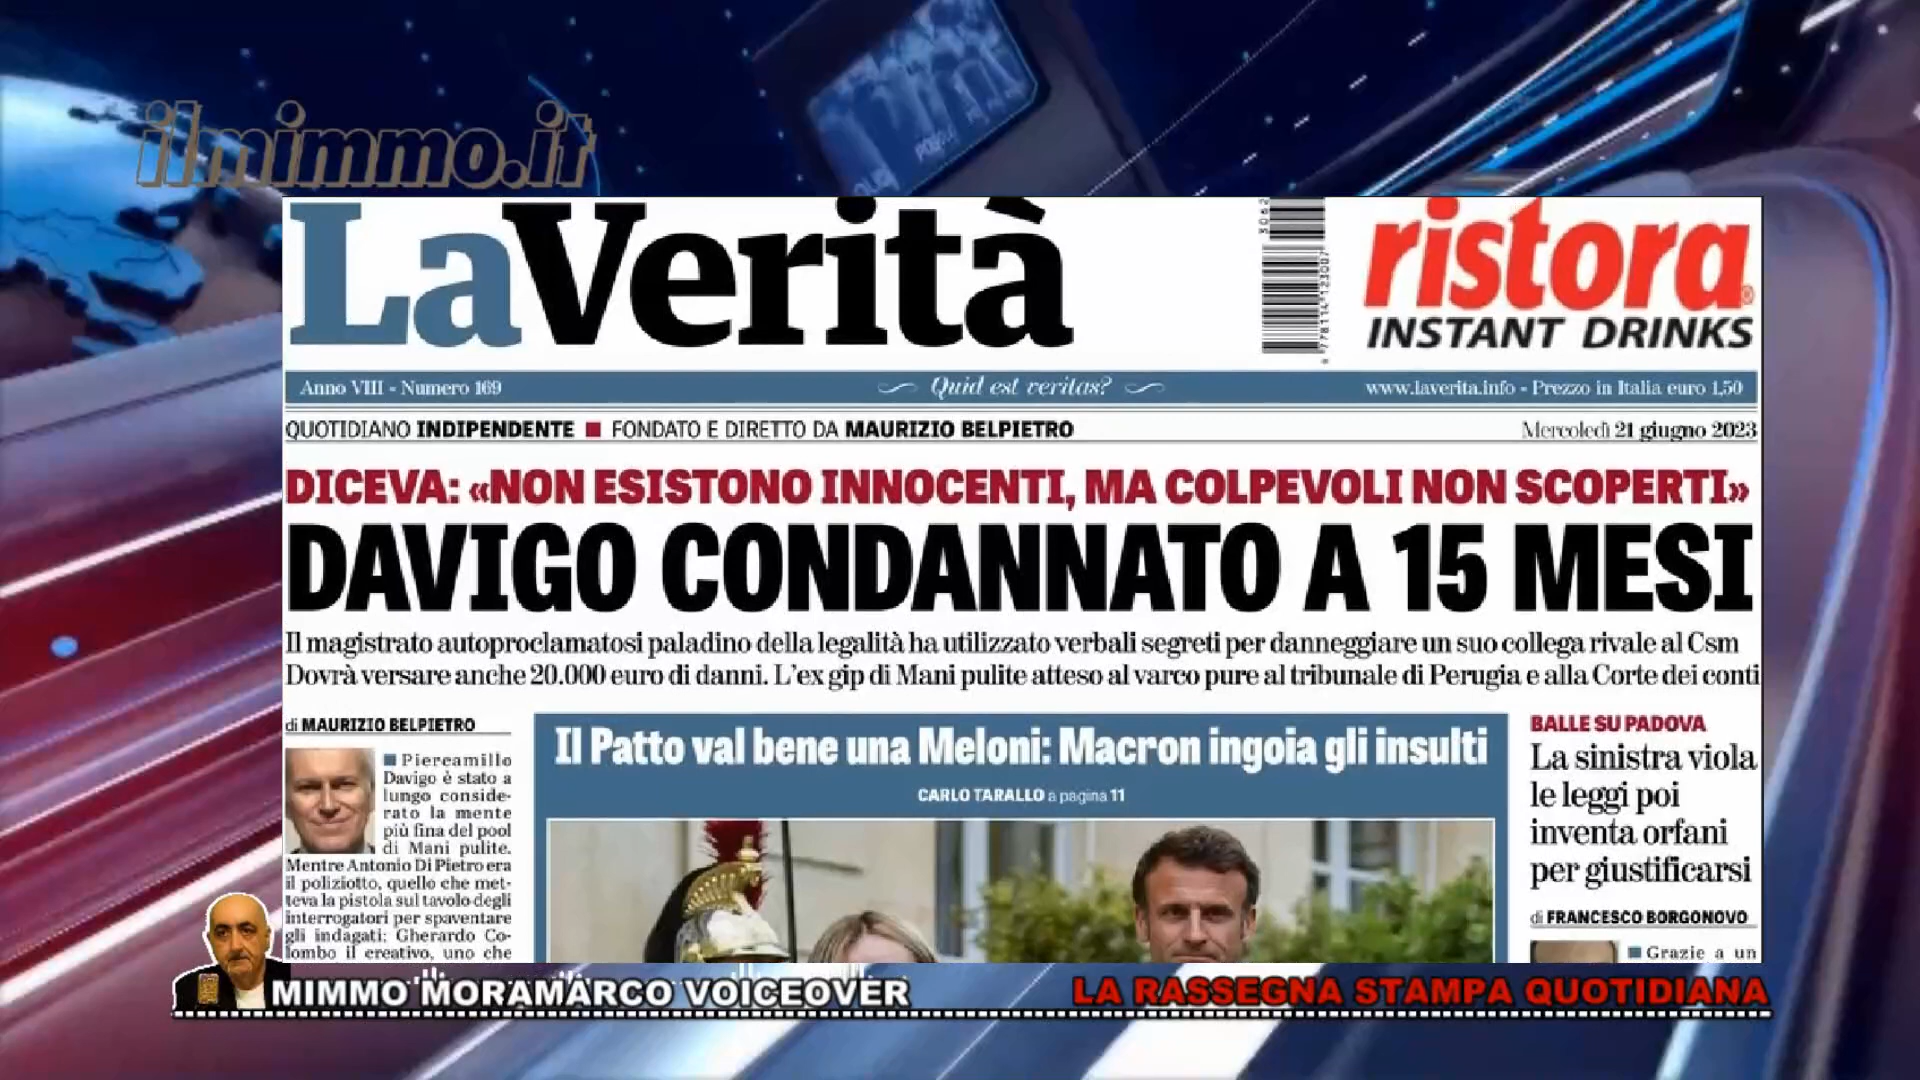 ilmimmo.it
LaVerità
ristora
INSTANT DRINKS
Anno VIII - Numero 169
Quid est veritas?
www.laverita.info - Prezzo in Italia euro 1,50
QUOTIDIANO INDIPENDENTE ■ FONDATO E DIRETTO DA MAURIZIO BELPIETRO
Mercoledì 21 giugno 2023
DICEVA: «NON ESISTONO INNOCENTI, MA COLPEVOLI NON SCOPERTI»
DAVIGO CONDANNATO A 15 MESI
Il magistrato autoproclamatosi paladino della legalità ha utilizzato verbali segreti per danneggiare un suo collega rivale al Csm
Dovrà versare anche 20.000 euro di danni. L'ex gip di Mani pulite atteso al varco pure al tribunale di Perugia e alla Corte dei conti
di MAURIZIO BELPIETRO
■ Piercamillo
Davigo è stato a
lungo conside-
rato la mente
più fina del pool
di Mani pulite.
Mentre Antonio Di Pietro era
il poliziotto, quello che met-
teva la pistola sul tavolo degli
interrogatori per spaventare
gli indagati; Gherardo Co-
lombo il creativo, uno che
Il Patto val bene una Meloni: Macron ingoia gli insulti
CARLO TARALLO a pagina 11
BALLE SU PADOVA
La sinistra viola
le leggi poi
inventa orfani
per giustificarsi
di FRANCESCO BORGONOVO
■ Grazie a un
MIMMO MORAMARCO VOICEOVER
LA RASSEGNA STAMPA QUOTIDIANA